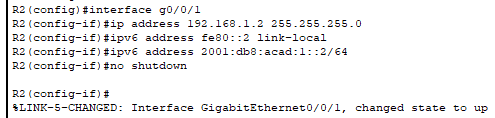 R2(config)#interface g0/0/1
R2(config-if)#ip address 192.168.1.2 255.255.255.0
R2(config-if)#ipv6 address fe80::2 link-local
R2(config-if)#ipv6 address 2001:db8:acad:1::2/64
R2(config-if)#no shutdown
R2(config-if)#
%LINK-5-CHANGED: Interface GigabitEthernet0/0/1, changed state to up